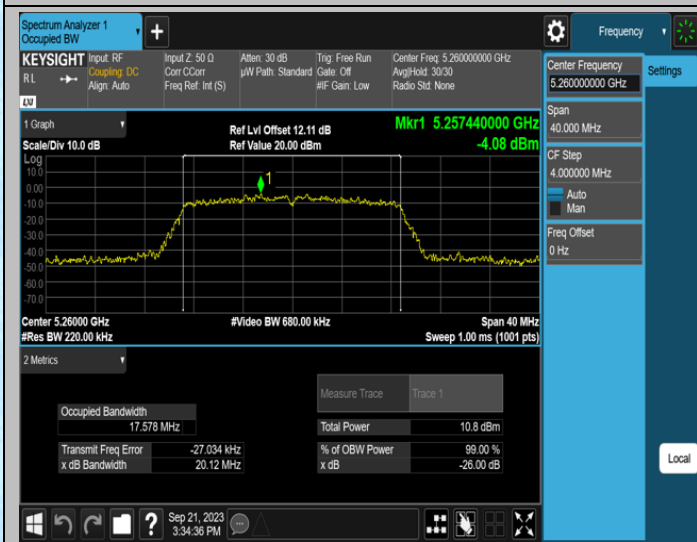 Spectrum Analyzer 1
Occupied BW
Frequency
KEYSIGHT
RL
LXI
Input: RF
Coupling: DC
Align: Auto
Input Z: 50 Ω
Corr CCorr
Freq Ref: Int (S)
Atten: 30 dB
µW Path: Standard
Trig: Free Run
Gate: Off
#IF Gain: Low
Center Freq: 5.260000000 GHz
Avg|Hold: 30/30
Radio Std: None
Center Frequency
5.260000000 GHz
Settings
Span
40.000 MHz
CF Step
4.000000 MHz
Auto
Man
Freq Offset
0 Hz
1 Graph
Scale/Div 10.0 dB
Ref Lvl Offset 12.11 dB
Ref Value 20.00 dBm
Mkr1 5.257440000 GHz
-4.08 dBm
Log
10.0
0.00
-10.0
-20.0
-30.0
-40.0
-50.0
-60.0
-70.0
1
Center 5.26000 GHz
#Res BW 220.00 kHz
#Video BW 680.00 kHz
Span 40 MHz
Sweep 1.00 ms (1001 pts)
2 Metrics
Measure Trace Trace 1
Occupied Bandwidth
17.578 MHz
Total Power 10.8 dBm
Transmit Freq Error -27.034 kHz
% of OBW Power 99.00 %
x dB Bandwidth 20.12 MHz
x dB -26.00 dB
Local
?
Sep 21, 2023
3:34:36 PM